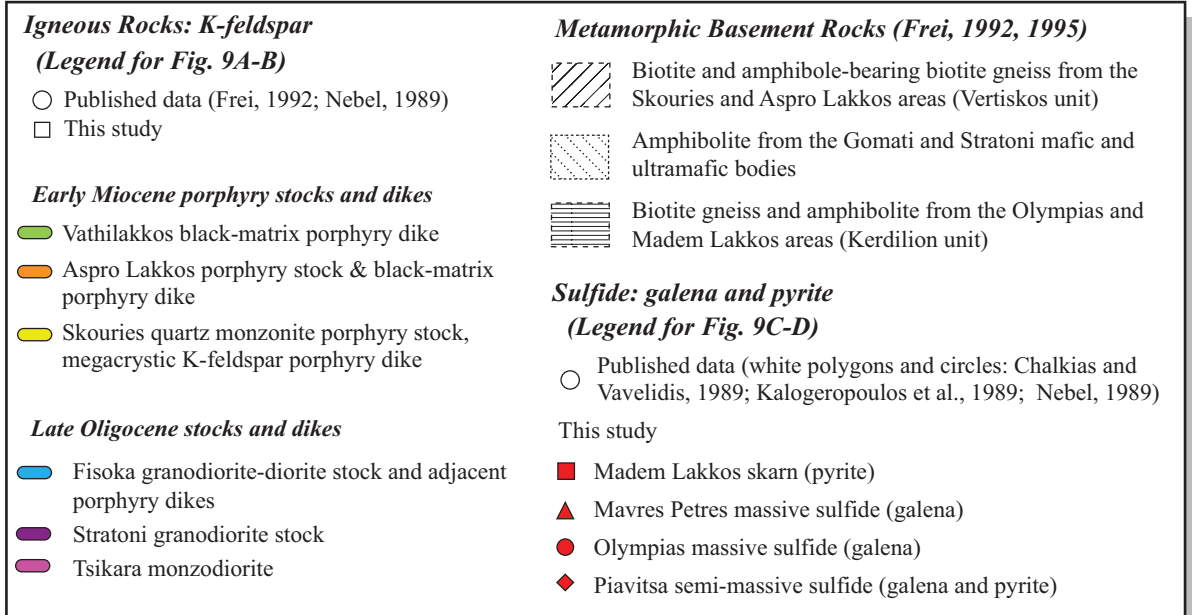 Igneous Rocks: K-feldspar
(Legend for Fig. 9A-B)
Published data (Frei, 1992; Nebel, 1989)
This study
Early Miocene porphyry stocks and dikes
Vathilakkos black-matrix porphyry dike
Aspro Lakkos porphyry stock & black-matrix
porphyry dike
Skouries quartz monzonite porphyry stock,
megacrystic K-feldspar porphyry dike
Late Oligocene stocks and dikes
Fisoka granodiorite-diorite stock and adjacent
porphyry dikes
Stratoni granodiorite stock
Tsikara monzodiorite
Metamorphic Basement Rocks (Frei, 1992, 1995)
Biotite and amphibole-bearing biotite gneiss from the
Skouries and Aspro Lakkos areas (Vertiskos unit)
Amphibolite from the Gomati and Stratoni mafic and
ultramafic bodies
Biotite gneiss and amphibolite from the Olympias and
Madem Lakkos areas (Kerdilion unit)
Sulfide: galena and pyrite
(Legend for Fig. 9C-D)
Published data (white polygons and circles: Chalkias and
Vavelidis, 1989; Kalogeropoulos et al., 1989; Nebel, 1989)
This study
Madem Lakkos skarn (pyrite)
Mavres Petres massive sulfide (galena)
Olympias massive sulfide (galena)
Piavitsa semi-massive sulfide (galena and pyrite)